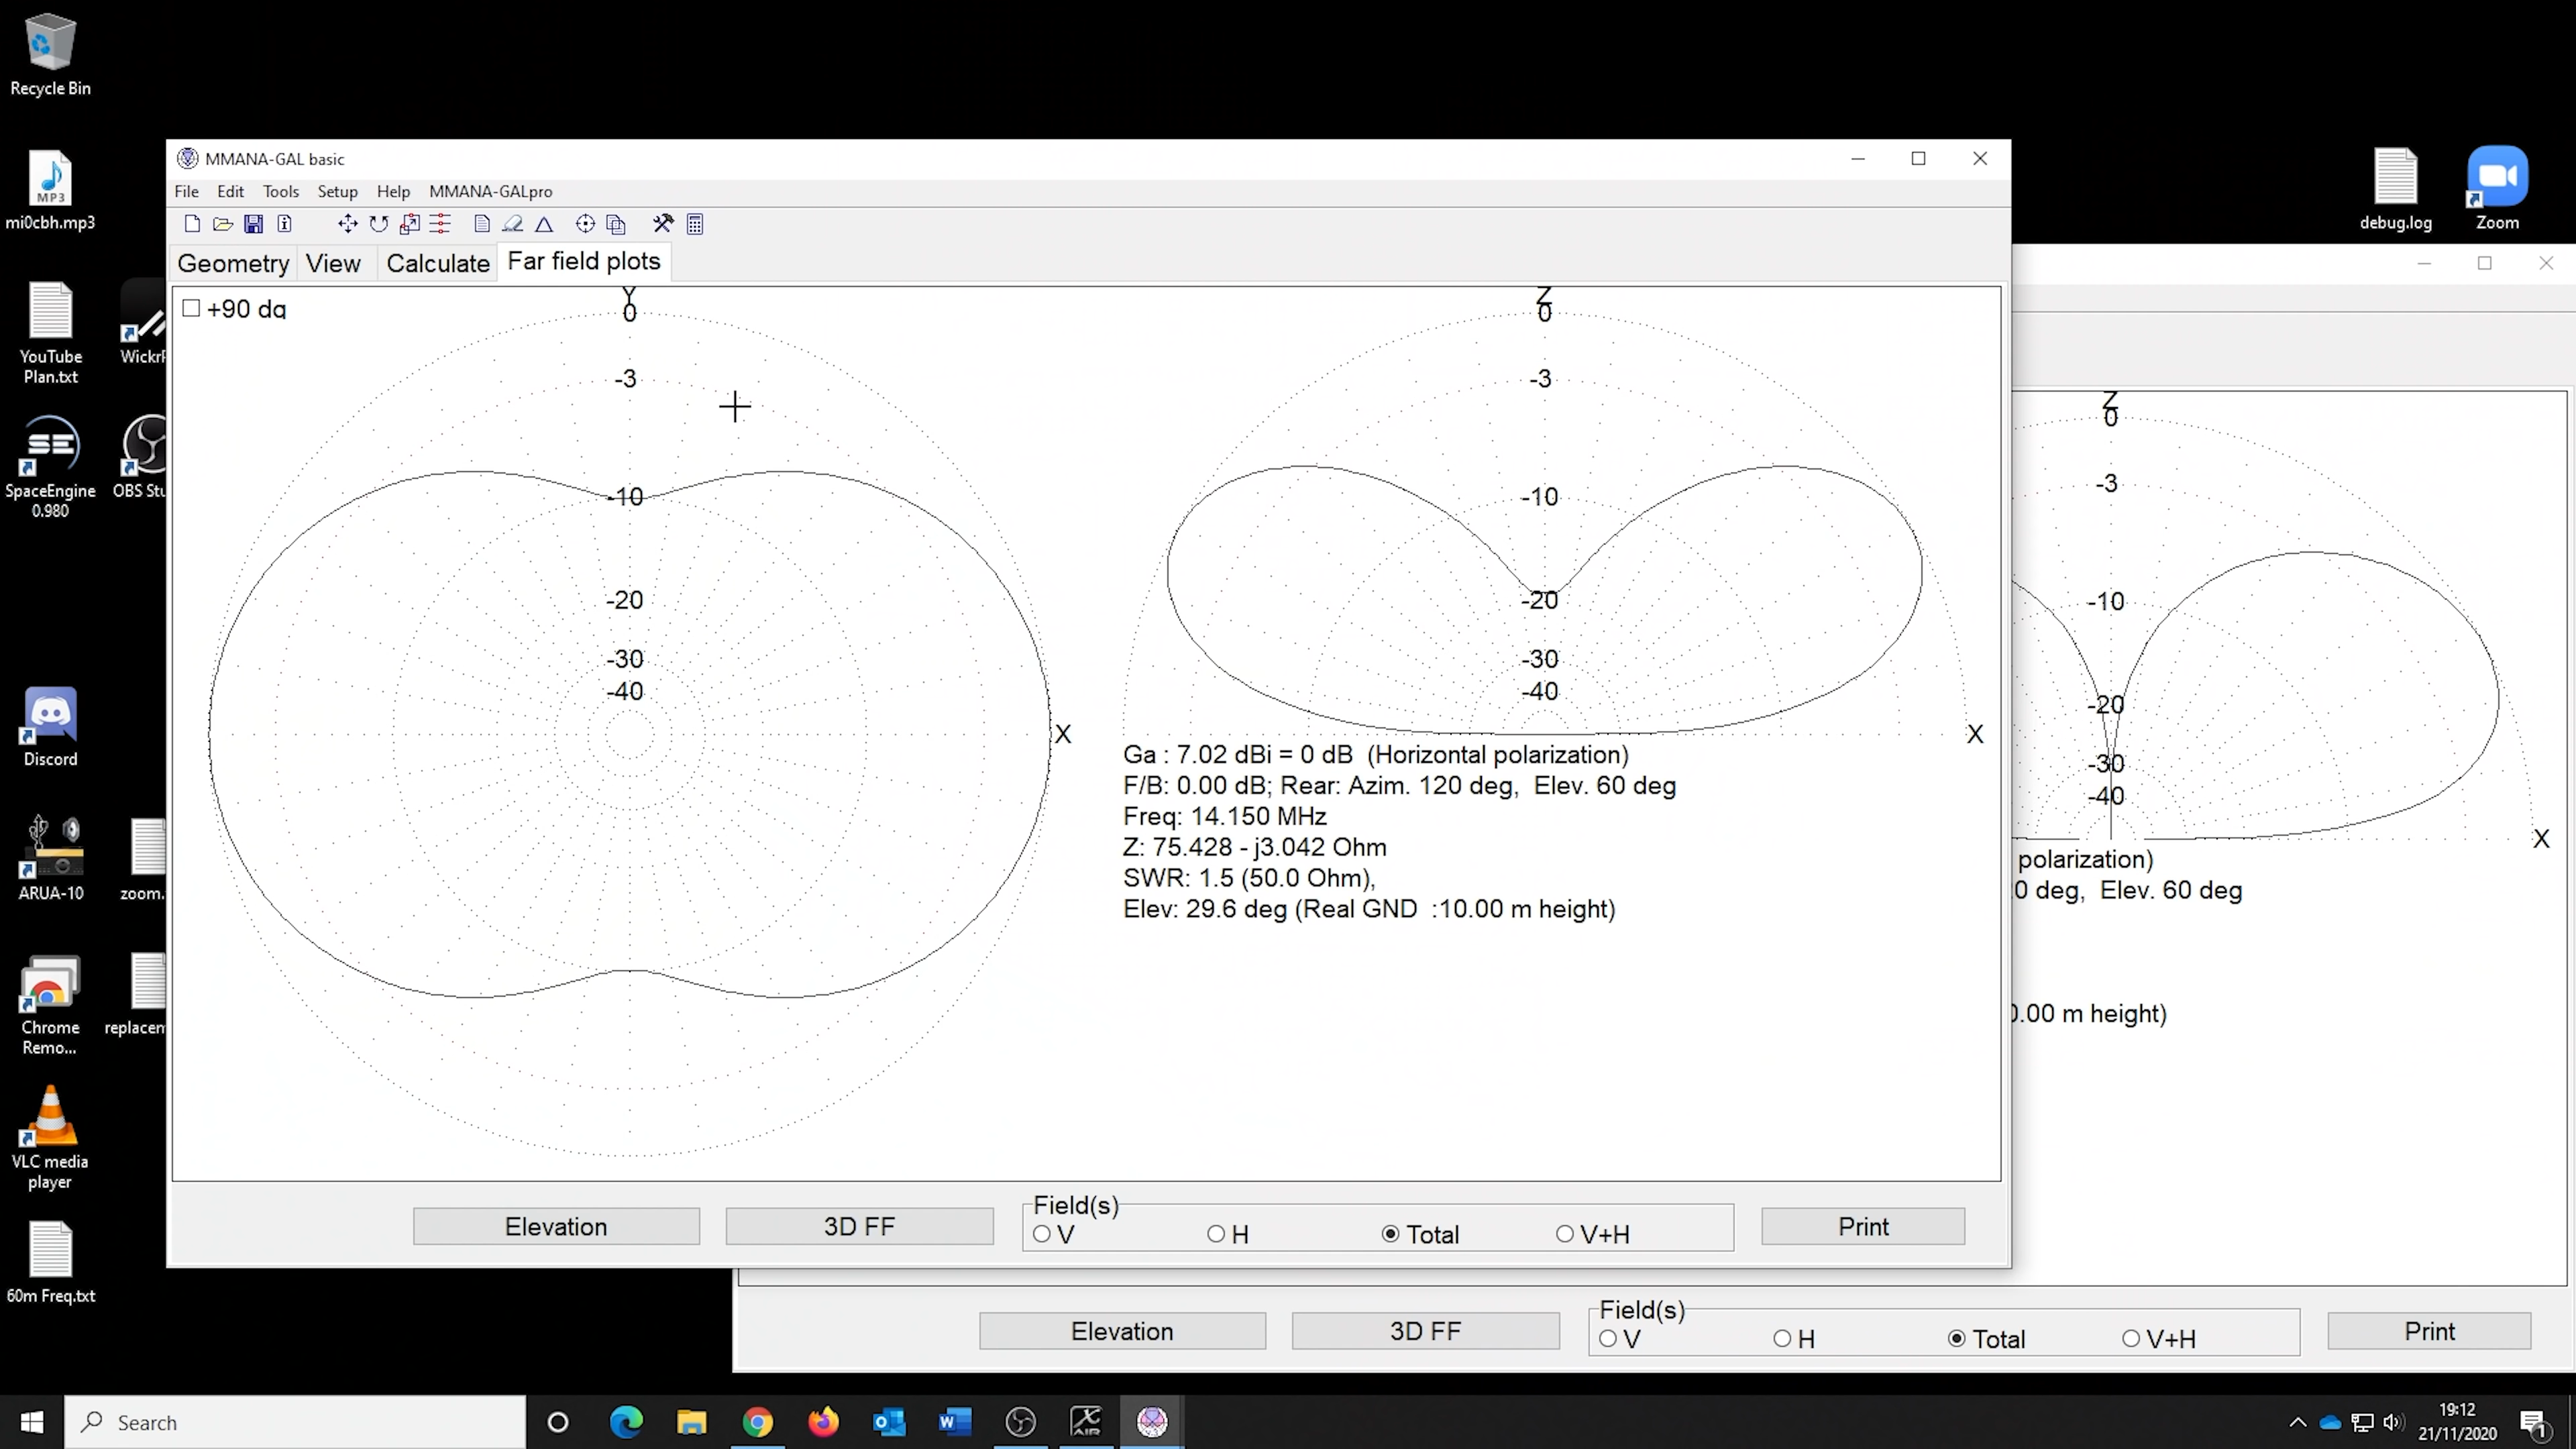 Recycle Bin
mi0cbh.mp3
YouTube
Plan.txt
WickrP
SpaceEngine
0.980
OBS Stu
Discord
ARUA-10
zoom.
Chrome
Remo...
replacem
VLC media
player
60m Freq.txt
debug.log
Zoom
MMANA-GAL basic
File Edit Tools Setup Help MMANA-GALpro
Geometry View Calculate Far field plots
+90 dg
Y
0
-3
-10
-20
-30
-40
X
Z
0
-3
-10
-20
-30
-40
X
Ga : 7.02 dBi = 0 dB (Horizontal polarization)
F/B: 0.00 dB; Rear: Azim. 120 deg, Elev. 60 deg
Freq: 14.150 MHz
Z: 75.428 - j3.042 Ohm
SWR: 1.5 (50.0 Ohm),
Elev: 29.6 deg (Real GND :10.00 m height)
Elevation 3D FF Field(s) V H Total V+H Print
Z
0
-3
-10
-20
-30
-40
X
polarization)
0 deg, Elev. 60 deg
0.00 m height)
Elevation 3D FF Field(s) V H Total V+H Print
Search
19:12
21/11/2020
1